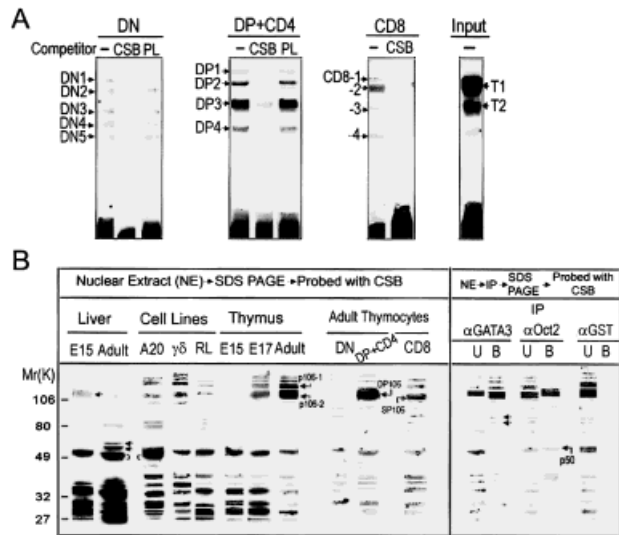 A
DN
DP+CD4
CD8
Input
Competitor – CSB PL
– CSB PL
– CSB
–
DN1
DN2
DN3
DN4
DN5
DP1
DP2
DP3
DP4
CD8-1
-2
-3
-4
T1
T2
B
Nuclear Extract (NE) SDS PAGE Probed with CSB
NE IP SDS PAGE Probed with CSB
Liver
Cell Lines
Thymus
Adult Thymocytes
IP
αGATA3 αOct2 αGST
E15 Adult
A20 γδ RL
E15 E17 Adult
DN DP+CD4 CD8
U B U B U B
Mr(K)
106
80
49
32
27
p106-1
p106-2
DP106
SP106
p50